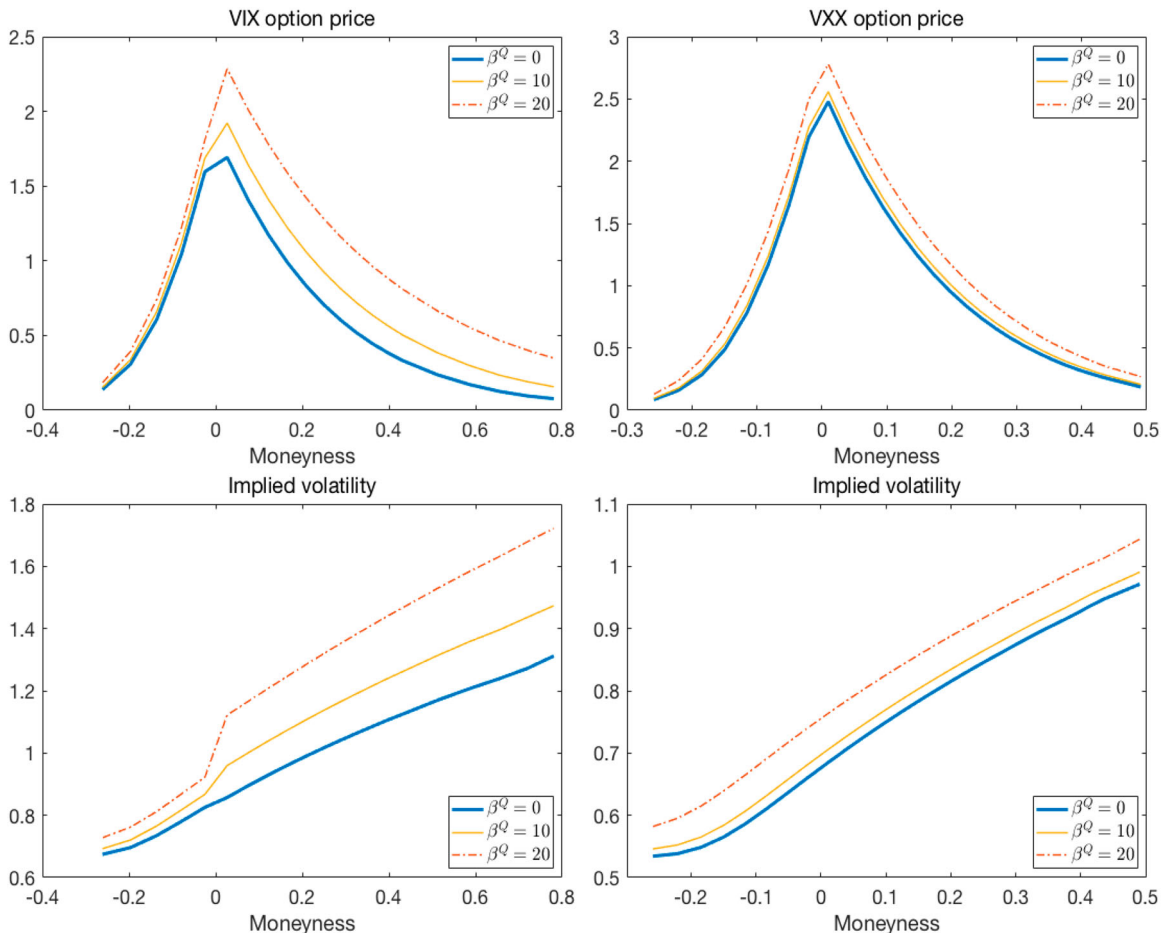 VIX option price
2.5
2
1.5
1
0.5
0
-0.4 -0.2 0 0.2 0.4 0.6 0.8
Moneyness
β^Q = 0
β^Q = 10
β^Q = 20
VXX option price
3
2.5
2
1.5
1
0.5
0
-0.3 -0.2 -0.1 0 0.1 0.2 0.3 0.4 0.5
Moneyness
β^Q = 0
β^Q = 10
β^Q = 20
Implied volatility
1.8
1.6
1.4
1.2
1
0.8
0.6
-0.4 -0.2 0 0.2 0.4 0.6 0.8
Moneyness
β^Q = 0
β^Q = 10
β^Q = 20
Implied volatility
1.1
1
0.9
0.8
0.7
0.6
0.5
-0.2 -0.1 0 0.1 0.2 0.3 0.4 0.5
Moneyness
β^Q = 0
β^Q = 10
β^Q = 20